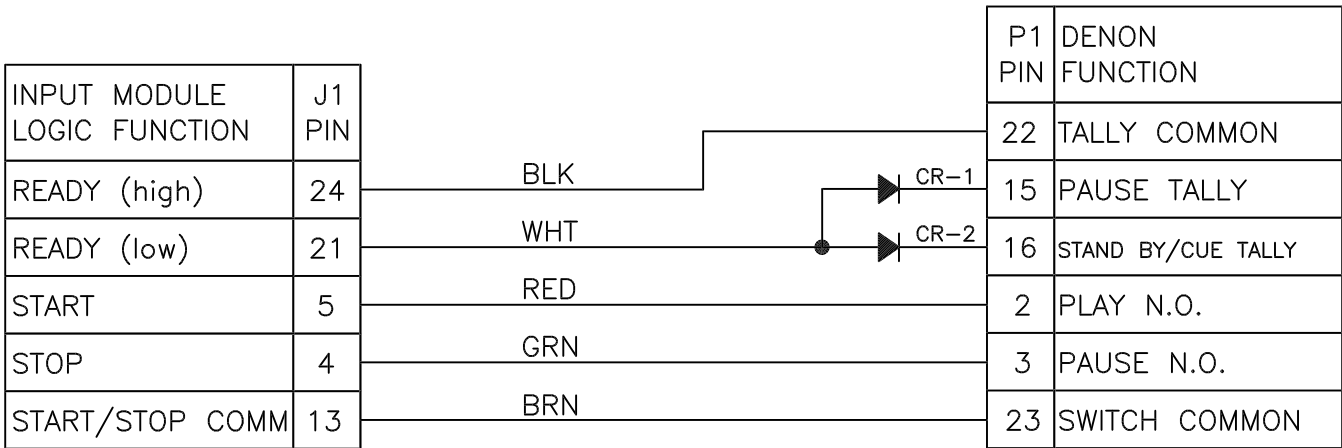 INPUT MODULE LOGIC FUNCTION J1 PIN
READY (high) 24
READY (low) 21
START 5
STOP 4
START/STOP COMM 13
BLK
WHT
RED
GRN
BRN
CR-1
CR-2
P1 PIN DENON FUNCTION
22 TALLY COMMON
15 PAUSE TALLY
16 STAND BY/CUE TALLY
2 PLAY N.O.
3 PAUSE N.O.
23 SWITCH COMMON